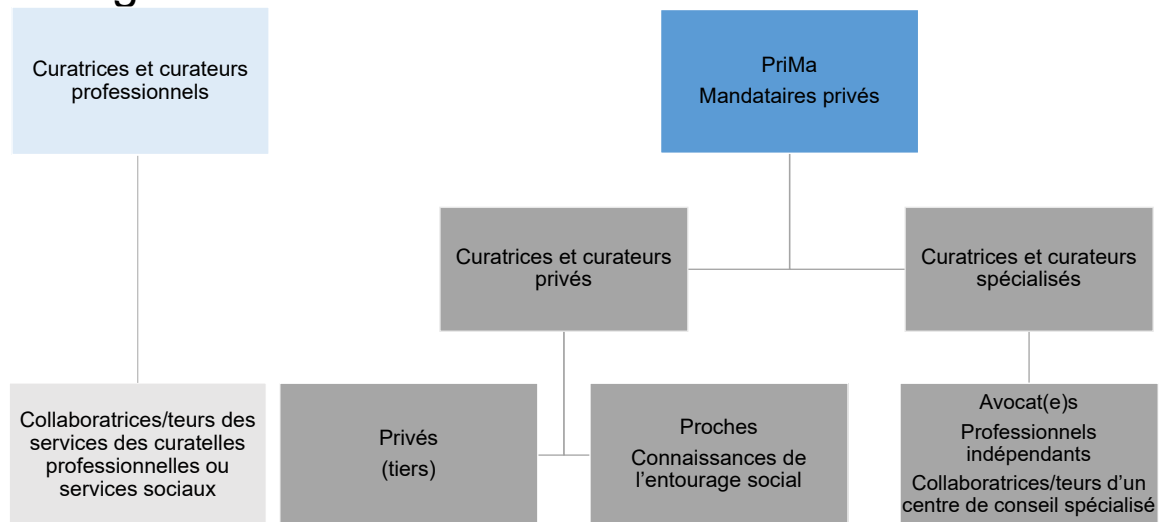 Curatrices et curateurs
professionnels
PriMa
Mandataires privés
Curatrices et curateurs
privés
Curatrices et curateurs
spécialisés
Collaboratrices/teurs des
services des curatelles
professionnelles ou
services sociaux
Privés
(tiers)
Proches
Connaissances de
l’entourage social
Avocat(e)s
Professionnels
indépendants
Collaboratrices/teurs d’un
centre de conseil spécialisé